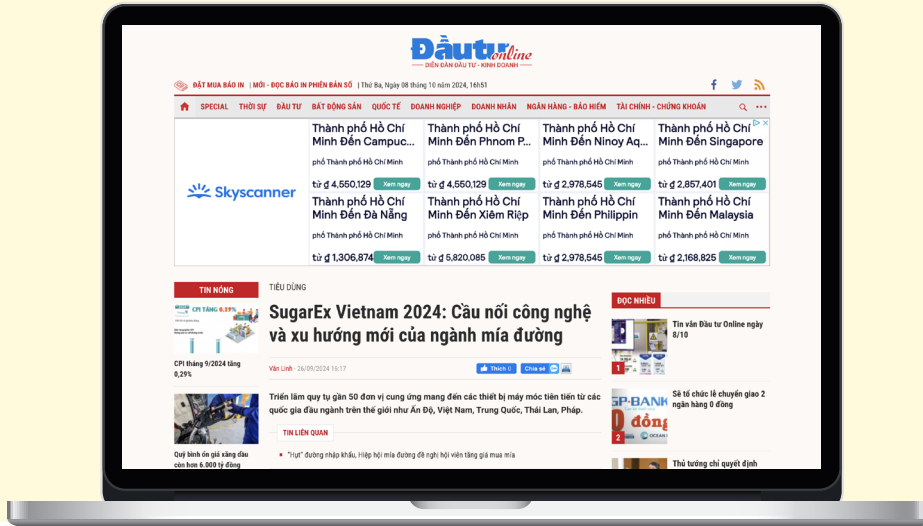 Đầutư online
DIỄN ĐÀN ĐẦU TƯ - KINH DOANH
ĐẶT MUA BÁO IN | MỚI - ĐỌC BÁO IN PHIÊN BẢN SỐ | Thứ Ba, Ngày 08 tháng 10 năm 2024, 16h51
SPECIAL THỜI SỰ ĐẦU TƯ BẤT ĐỘNG SẢN QUỐC TẾ DOANH NGHIỆP DOANH NHÂN NGÂN HÀNG - BẢO HIỂM TÀI CHÍNH - CHỨNG KHOÁN
Skyscanner
Thành phố Hồ Chí
Minh Đến Campuc...
phố Thành phố Hồ Chí Minh
từ ₫ 4,550,129 Xem ngay
Thành phố Hồ Chí
Minh Đến Phnom P...
phố Thành phố Hồ Chí Minh
từ ₫ 4,550,129 Xem ngay
Thành phố Hồ Chí
Minh Đến Ninoy Aq...
phố Thành phố Hồ Chí Minh
từ ₫ 2,978,545 Xem ngay
Thành phố Hồ Chí
Minh Đến Singapore
phố Thành phố Hồ Chí Minh
từ ₫ 2,857,401 Xem ngay
Thành phố Hồ Chí
Minh Đến Đà Nẵng
phố Thành phố Hồ Chí Minh
từ ₫ 1,306,874 Xem ngay
Thành phố Hồ Chí
Minh Đến Xiêm Riệp
phố Thành phố Hồ Chí Minh
từ ₫ 5,820,085 Xem ngay
Thành phố Hồ Chí
Minh Đến Philippin
phố Thành phố Hồ Chí Minh
từ ₫ 2,978,545 Xem ngay
Thành phố Hồ Chí
Minh Đến Malaysia
phố Thành phố Hồ Chí Minh
từ ₫ 2,168,825 Xem ngay
TIN NÓNG
CPI TĂNG 0,29%
CPI tháng 9/2024 tăng
0,29%
Quỹ bình ổn giá xăng dầu
còn hơn 6.000 tỷ đồng
TIÊU DÙNG
SugarEx Vietnam 2024: Cầu nối công nghệ
và xu hướng mới của ngành mía đường
Vân Linh - 26/09/2024 16:17
Thích 0 Chia sẻ
Triển lãm quy tụ gần 50 đơn vị cung ứng mang đến các thiết bị máy móc tiên tiến từ các
quốc gia đầu ngành trên thế giới như Ấn Độ, Việt Nam, Trung Quốc, Thái Lan, Pháp.
TIN LIÊN QUAN
"Hụt" đường nhập khẩu, Hiệp hội mía đường đề nghị hội viên tăng giá mua mía
ĐỌC NHIỀU
1
Tin vắn Đầu tư Online ngày
8/10
GP-BANK
0 đồng
OCEAN
2
Sẽ tổ chức lễ chuyển giao 2
ngân hàng 0 đồng
Thủ tướng chỉ quyết định